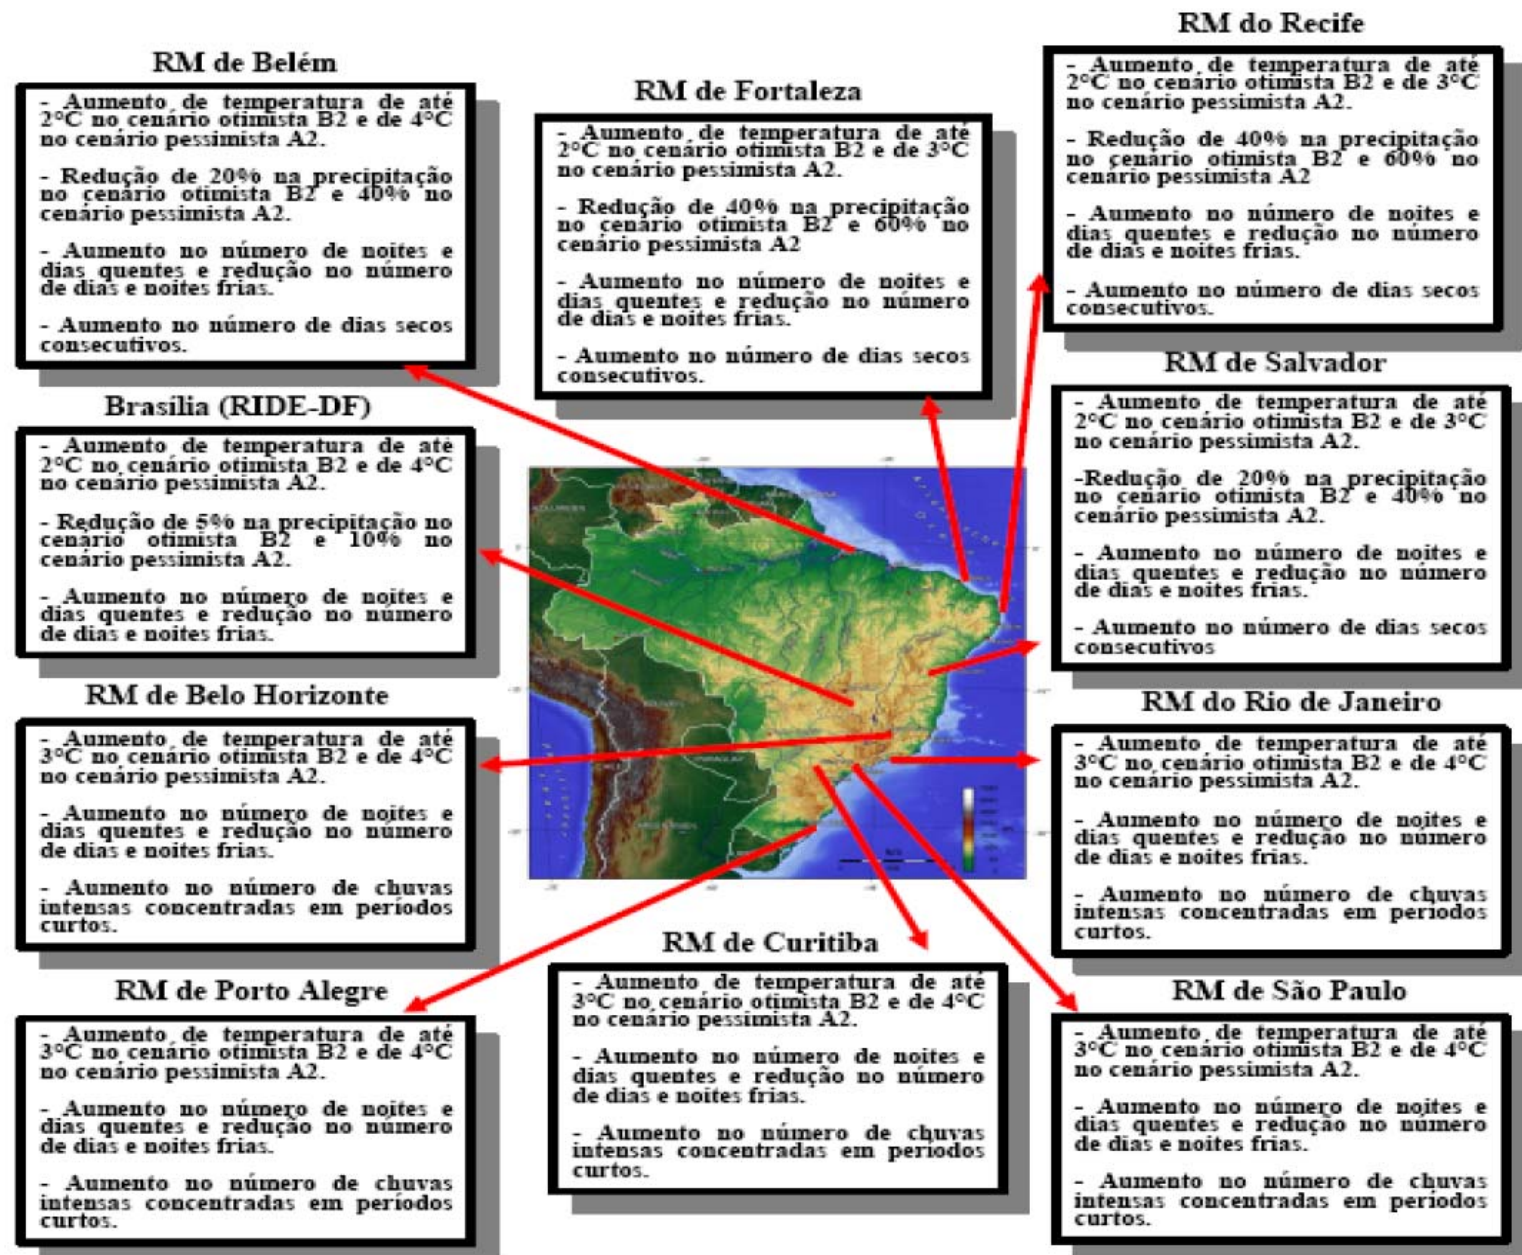 RM de Belém
- Aumento de temperatura de até
2°C no cenário otimista B2 e de 4°C
no cenário pessimista A2.
- Redução de 20% na precipitação
no cenário otimista B2 e 40% no
cenário pessimista A2.
- Aumento no número de noites e
dias quentes e redução no número
de dias e noites frias.
- Aumento no número de dias secos
consecutivos.
RM de Fortaleza
- Aumento de temperatura de até
2°C no cenário otimista B2 e de 3°C
no cenário pessimista A2.
- Redução de 40% na precipitação
no cenário otimista B2 e 60% no
cenário pessimista A2
- Aumento no número de noites e
dias quentes e redução no número
de dias e noites frias.
- Aumento no número de dias secos
consecutivos.
RM do Recife
- Aumento de temperatura de até
2°C no cenário otimista B2 e de 3°C
no cenário pessimista A2.
- Redução de 40% na precipitação
no cenário otimista B2 e 60% no
cenário pessimista A2
- Aumento no número de noites e
dias quentes e redução no número
de dias e noites frias.
- Aumento no número de dias secos
consecutivos.
Brasília (RIDE-DF)
- Aumento de temperatura de até
2°C no cenário otimista B2 e de 4°C
no cenário pessimista A2.
- Redução de 5% na precipitação no
cenário otimista B2 e 10% no
cenário pessimista A2.
- Aumento no número de noites e
dias quentes e redução no número
de dias e noites frias.
RM de Salvador
- Aumento de temperatura de até
2°C no cenário otimista B2 e de 3°C
no cenário pessimista A2.
-Redução de 20% na precipitação
no cenário otimista B2 e 40% no
cenário pessimista A2.
- Aumento no número de noites e
dias quentes e redução no número
de dias e noites frias.
- Aumento no número de dias secos
consecutivos
RM de Belo Horizonte
- Aumento de temperatura de até
3°C no cenário otimista B2 e de 4°C
no cenário pessimista A2.
- Aumento no número de noites e
dias quentes e redução no número
de dias e noites frias.
- Aumento no número de chuvas
intensas concentradas em períodos
curtos.
RM do Rio de Janeiro
- Aumento de temperatura de até
3°C no cenário otimista B2 e de 4°C
no cenário pessimista A2.
- Aumento no número de noites e
dias quentes e redução no número
de dias e noites frias.
- Aumento no número de chuvas
intensas concentradas em períodos
curtos.
RM de Porto Alegre
- Aumento de temperatura de até
3°C no cenário otimista B2 e de 4°C
no cenário pessimista A2.
- Aumento no número de noites e
dias quentes e redução no número
de dias e noites frias.
- Aumento no número de chuvas
intensas concentradas em períodos
curtos.
RM de Curitiba
- Aumento de temperatura de até
3°C no cenário otimista B2 e de 4°C
no cenário pessimista A2.
- Aumento no número de noites e
dias quentes e redução no número
de dias e noites frias.
- Aumento no número de chuvas
intensas concentradas em períodos
curtos.
RM de São Paulo
- Aumento de temperatura de até
3°C no cenário otimista B2 e de 4°C
no cenário pessimista A2.
- Aumento no número de noites e
dias quentes e redução no número
de dias e noites frias.
- Aumento no número de chuvas
intensas concentradas em períodos
curtos.